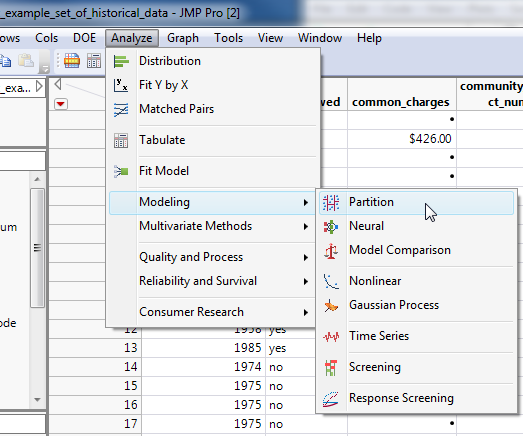 _example_set_of_historical_data - JMP Pro [2]
Cols DOE Analyze Graph Tools View Window Help
_exa...
Distribution
Fit Y by X
Matched Pairs
Tabulate
Fit Model
Modeling
Multivariate Methods
Quality and Process
Reliability and Survival
Consumer Research
wed common_charges community
ct_num
•
$426.00
•
•
Partition
Neural
Model Comparison
Nonlinear
Gaussian Process
Time Series
Screening
Response Screening
um
ode
12 1958 yes
13 1985 yes
14 1974 no
15 1975 no
16 1975 no
17 1975 no •